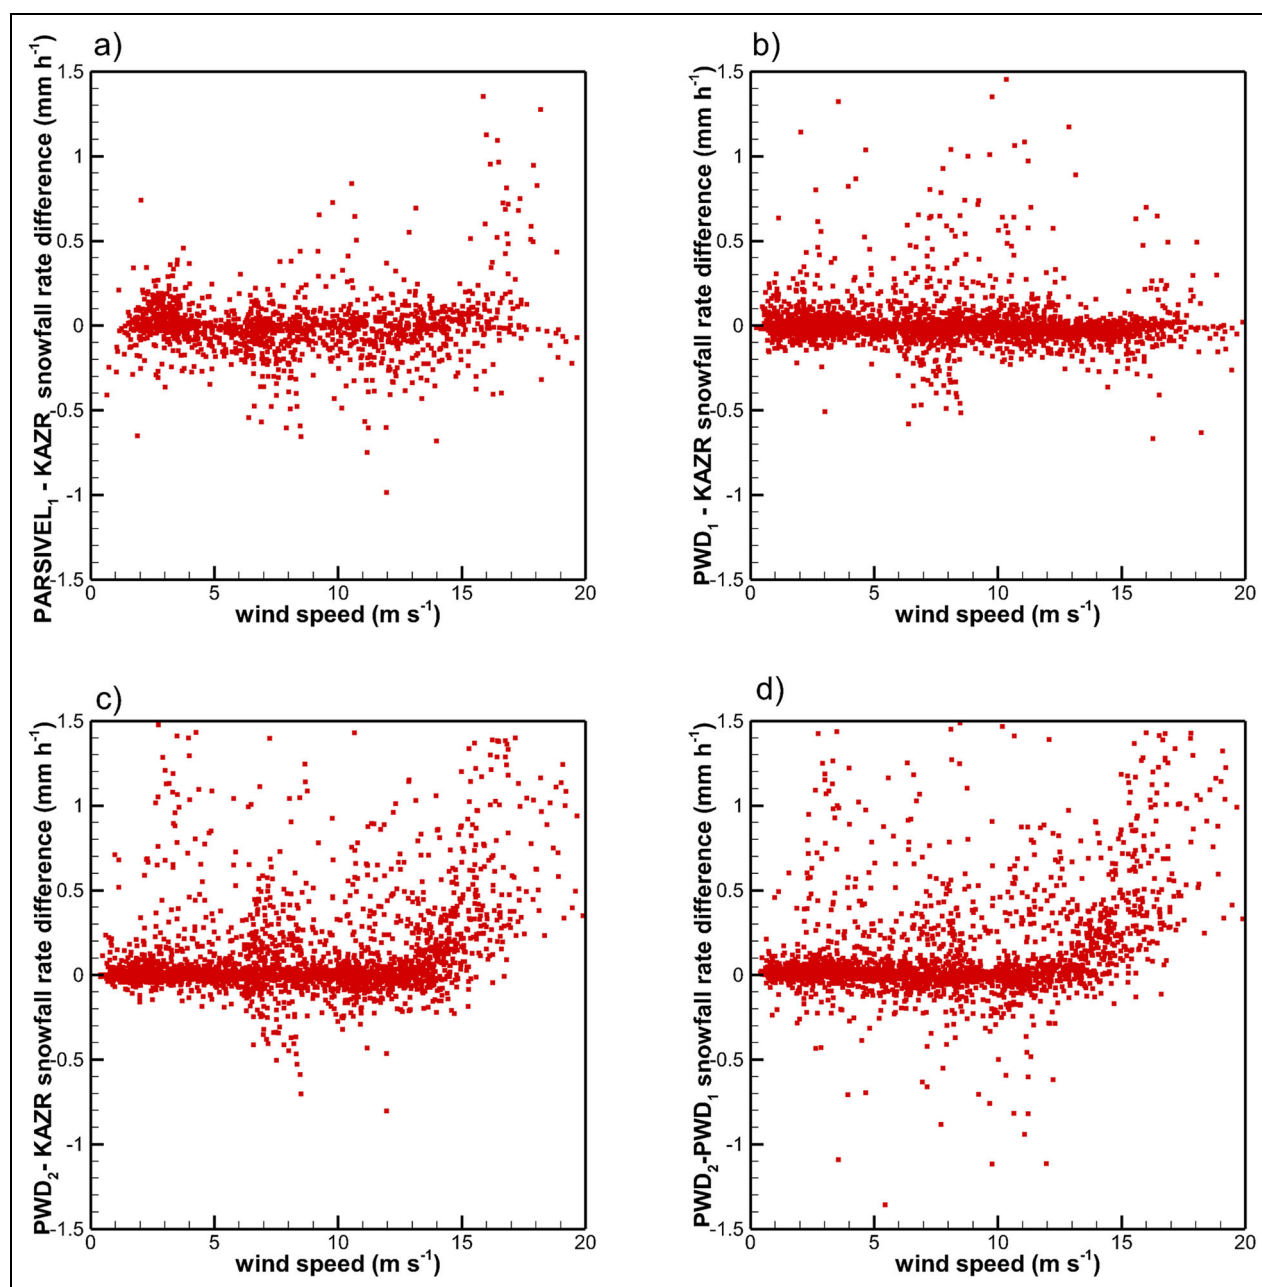 a)
PARSIVEL₁ - KAZR snowfall rate difference (mm h⁻¹)
1.5
1
0.5
0
-0.5
-1
-1.5
0 5 10 15 20
wind speed (m s⁻¹)
b)
PWD₁ - KAZR snowfall rate difference (mm h⁻¹)
1.5
1
0.5
0
-0.5
-1
-1.5
0 5 10 15 20
wind speed (m s⁻¹)
c)
PWD₂- KAZR snowfall rate difference (mm h⁻¹)
1.5
1
0.5
0
-0.5
-1
-1.5
0 5 10 15 20
wind speed (m s⁻¹)
d)
PWD₂-PWD₁ snowfall rate difference (mm h⁻¹)
1.5
1
0.5
0
-0.5
-1
-1.5
0 5 10 15 20
wind speed (m s⁻¹)